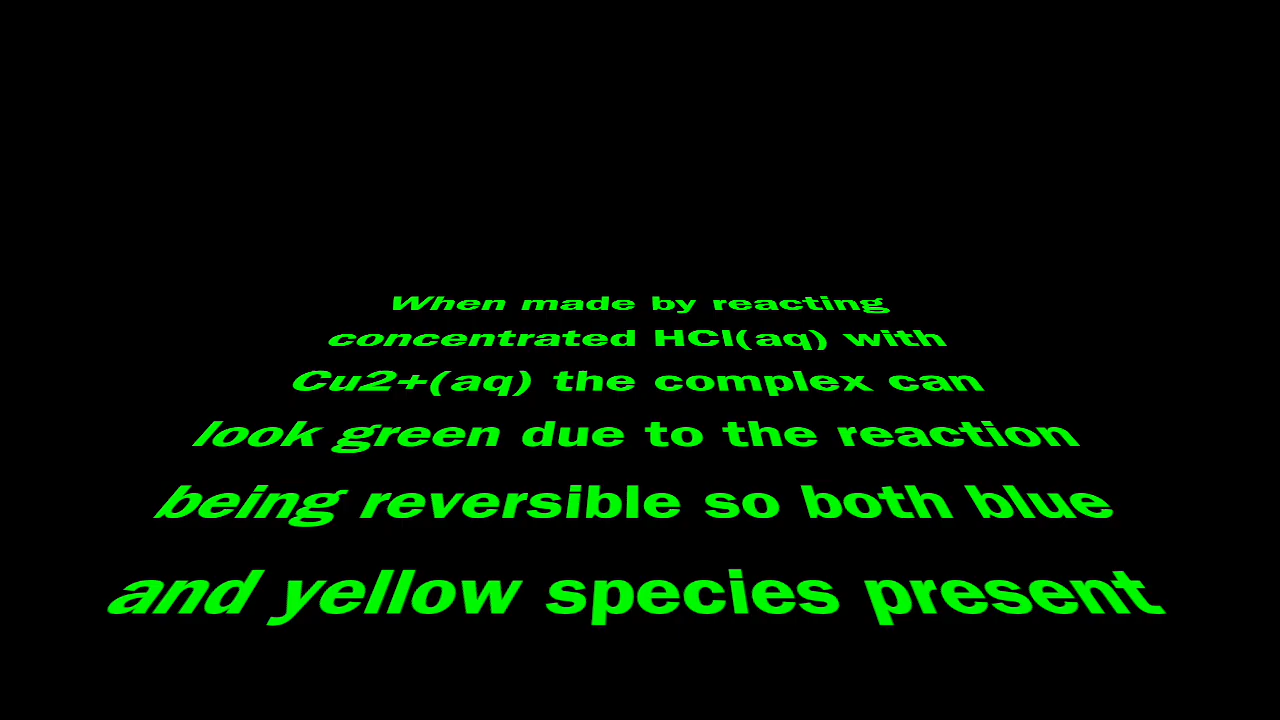 When made by reacting
concentrated HCl(aq) with
Cu2+(aq) the complex can
look green due to the reaction
being reversible so both blue
and yellow species present